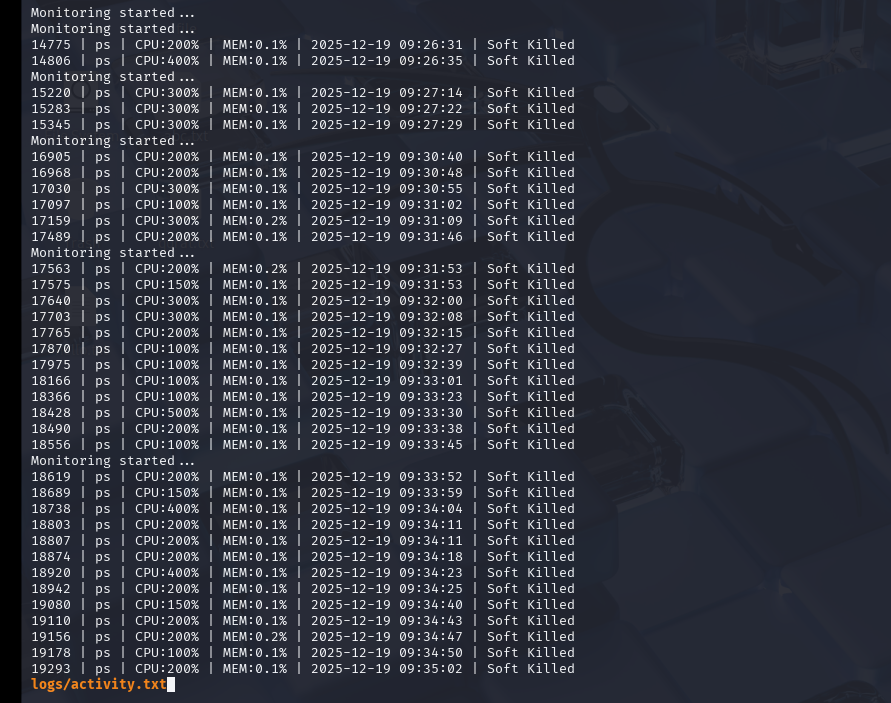 Monitoring started...
Monitoring started...
14775 | ps | CPU:200% | MEM:0.1% | 2025-12-19 09:26:31 | Soft Killed
14806 | ps | CPU:400% | MEM:0.1% | 2025-12-19 09:26:35 | Soft Killed
Monitoring started...
15220 | ps | CPU:300% | MEM:0.1% | 2025-12-19 09:27:14 | Soft Killed
15283 | ps | CPU:300% | MEM:0.1% | 2025-12-19 09:27:22 | Soft Killed
15345 | ps | CPU:300% | MEM:0.1% | 2025-12-19 09:27:29 | Soft Killed
Monitoring started...
16905 | ps | CPU:200% | MEM:0.1% | 2025-12-19 09:30:40 | Soft Killed
16968 | ps | CPU:200% | MEM:0.1% | 2025-12-19 09:30:48 | Soft Killed
17030 | ps | CPU:300% | MEM:0.1% | 2025-12-19 09:30:55 | Soft Killed
17097 | ps | CPU:100% | MEM:0.1% | 2025-12-19 09:31:02 | Soft Killed
17159 | ps | CPU:300% | MEM:0.2% | 2025-12-19 09:31:09 | Soft Killed
17489 | ps | CPU:200% | MEM:0.1% | 2025-12-19 09:31:46 | Soft Killed
Monitoring started...
17563 | ps | CPU:200% | MEM:0.2% | 2025-12-19 09:31:53 | Soft Killed
17575 | ps | CPU:150% | MEM:0.1% | 2025-12-19 09:31:53 | Soft Killed
17640 | ps | CPU:300% | MEM:0.1% | 2025-12-19 09:32:00 | Soft Killed
17703 | ps | CPU:300% | MEM:0.1% | 2025-12-19 09:32:08 | Soft Killed
17765 | ps | CPU:200% | MEM:0.1% | 2025-12-19 09:32:15 | Soft Killed
17870 | ps | CPU:100% | MEM:0.1% | 2025-12-19 09:32:27 | Soft Killed
17975 | ps | CPU:100% | MEM:0.1% | 2025-12-19 09:32:39 | Soft Killed
18166 | ps | CPU:100% | MEM:0.1% | 2025-12-19 09:33:01 | Soft Killed
18366 | ps | CPU:100% | MEM:0.1% | 2025-12-19 09:33:23 | Soft Killed
18428 | ps | CPU:500% | MEM:0.1% | 2025-12-19 09:33:30 | Soft Killed
18490 | ps | CPU:200% | MEM:0.1% | 2025-12-19 09:33:38 | Soft Killed
18556 | ps | CPU:100% | MEM:0.1% | 2025-12-19 09:33:45 | Soft Killed
Monitoring started...
18619 | ps | CPU:200% | MEM:0.1% | 2025-12-19 09:33:52 | Soft Killed
18689 | ps | CPU:150% | MEM:0.1% | 2025-12-19 09:33:59 | Soft Killed
18738 | ps | CPU:400% | MEM:0.1% | 2025-12-19 09:34:04 | Soft Killed
18803 | ps | CPU:200% | MEM:0.1% | 2025-12-19 09:34:11 | Soft Killed
18807 | ps | CPU:200% | MEM:0.1% | 2025-12-19 09:34:11 | Soft Killed
18874 | ps | CPU:200% | MEM:0.1% | 2025-12-19 09:34:18 | Soft Killed
18920 | ps | CPU:400% | MEM:0.1% | 2025-12-19 09:34:23 | Soft Killed
18942 | ps | CPU:200% | MEM:0.1% | 2025-12-19 09:34:25 | Soft Killed
19080 | ps | CPU:150% | MEM:0.1% | 2025-12-19 09:34:40 | Soft Killed
19110 | ps | CPU:200% | MEM:0.1% | 2025-12-19 09:34:43 | Soft Killed
19156 | ps | CPU:200% | MEM:0.2% | 2025-12-19 09:34:47 | Soft Killed
19178 | ps | CPU:100% | MEM:0.1% | 2025-12-19 09:34:50 | Soft Killed
19293 | ps | CPU:200% | MEM:0.1% | 2025-12-19 09:35:02 | Soft Killed
logs/activity.txt